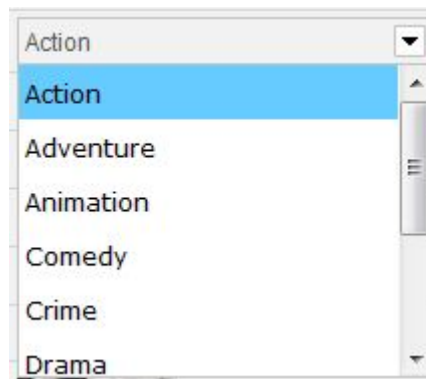 Action
Action
Adventure
Animation
Comedy
Crime
Drama